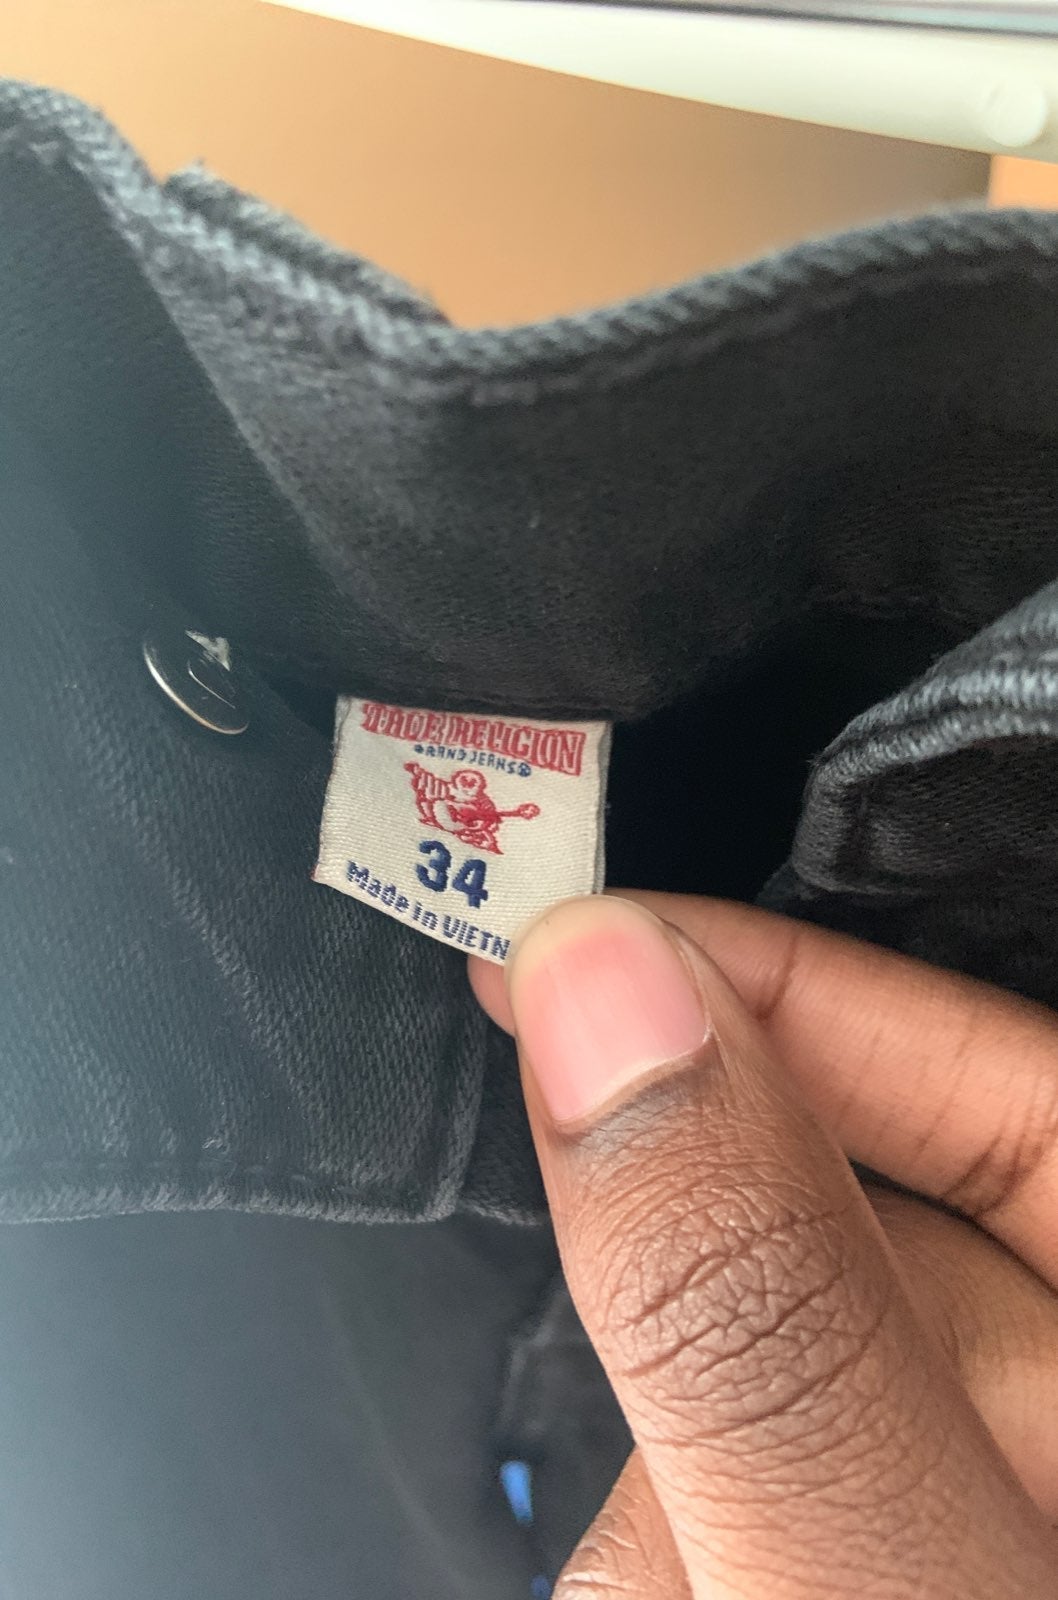 TRUE RELIGION
BRAND JEANS®
34
Made in VIETN